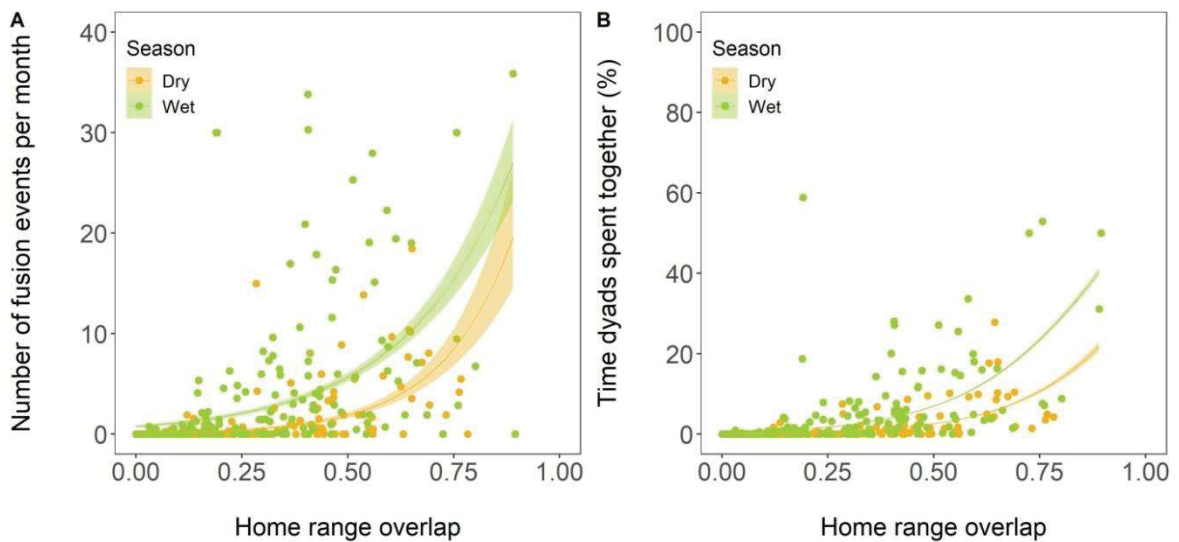 A
Number of fusion events per month
40
30
20
10
0
Season
Dry
Wet
0.00 0.25 0.50 0.75 1.00
Home range overlap
B
Time dyads spent together (%)
100
80
60
40
20
0
Season
Dry
Wet
0.00 0.25 0.50 0.75 1.00
Home range overlap